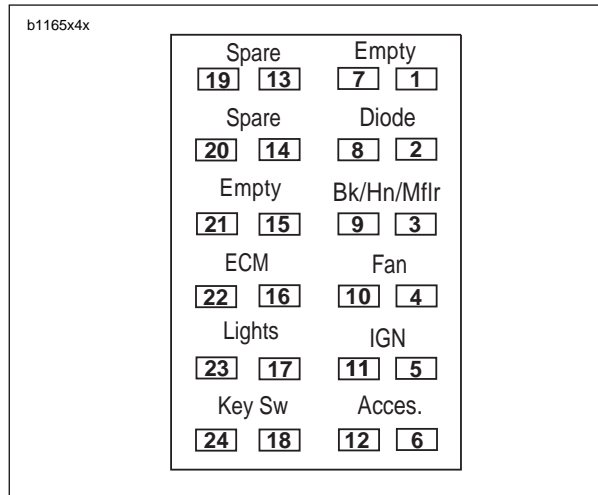 b1165x4x
Spare Empty
19 13 7 1
Spare Diode
20 14 8 2
Empty Bk/Hn/Mflr
21 15 9 3
ECM Fan
22 16 10 4
Lights IGN
23 17 11 5
Key Sw Acces.
24 18 12 6